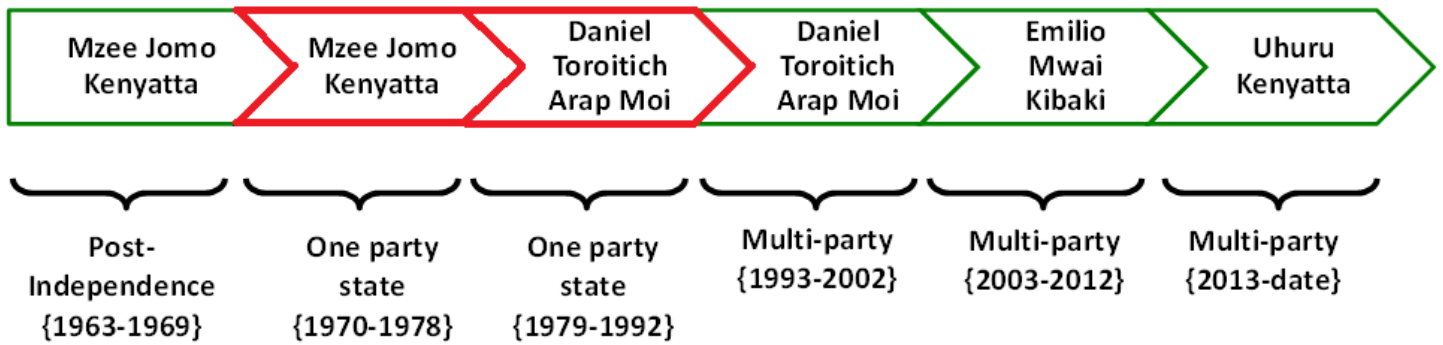 Mzee Jomo
Kenyatta
Mzee Jomo
Kenyatta
Daniel
Toroitich
Arap Moi
Daniel
Toroitich
Arap Moi
Emilio
Mwai
Kibaki
Uhuru
Kenyatta
Post-
Independence
{1963-1969}
One party
state
{1970-1978}
One party
state
{1979-1992}
Multi-party
{1993-2002}
Multi-party
{2003-2012}
Multi-party
{2013-date}